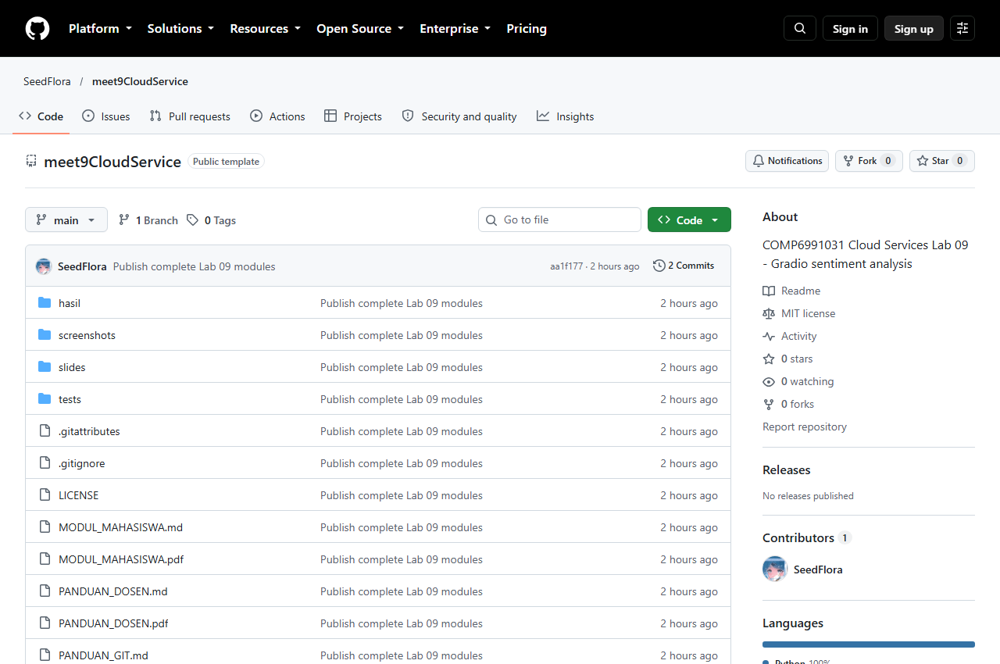 Platform Solutions Resources Open Source Enterprise Pricing Sign in Sign up
SeedFlora / meet9CloudService
Code Issues Pull requests Actions Projects Security and quality Insights
meet9CloudService Public template Notifications Fork 0 Star 0
main 1 Branch 0 Tags Go to file Code
SeedFlora Publish complete Lab 09 modules aa1f177 · 2 hours ago 2 Commits
hasil Publish complete Lab 09 modules 2 hours ago
screenshots Publish complete Lab 09 modules 2 hours ago
slides Publish complete Lab 09 modules 2 hours ago
tests Publish complete Lab 09 modules 2 hours ago
.gitattributes Publish complete Lab 09 modules 2 hours ago
.gitignore Publish complete Lab 09 modules 2 hours ago
LICENSE Publish complete Lab 09 modules 2 hours ago
MODUL_MAHASISWA.md Publish complete Lab 09 modules 2 hours ago
MODUL_MAHASISWA.pdf Publish complete Lab 09 modules 2 hours ago
PANDUAN_DOSEN.md Publish complete Lab 09 modules 2 hours ago
PANDUAN_DOSEN.pdf Publish complete Lab 09 modules 2 hours ago
PANDUAN_GIT.md Publish complete Lab 09 modules 2 hours ago
About
COMP6991031 Cloud Services Lab 09
- Gradio sentiment analysis
Readme
MIT license
Activity
0 stars
0 watching
0 forks
Report repository
Releases
No releases published
Contributors 1
SeedFlora
Languages
Python 100%